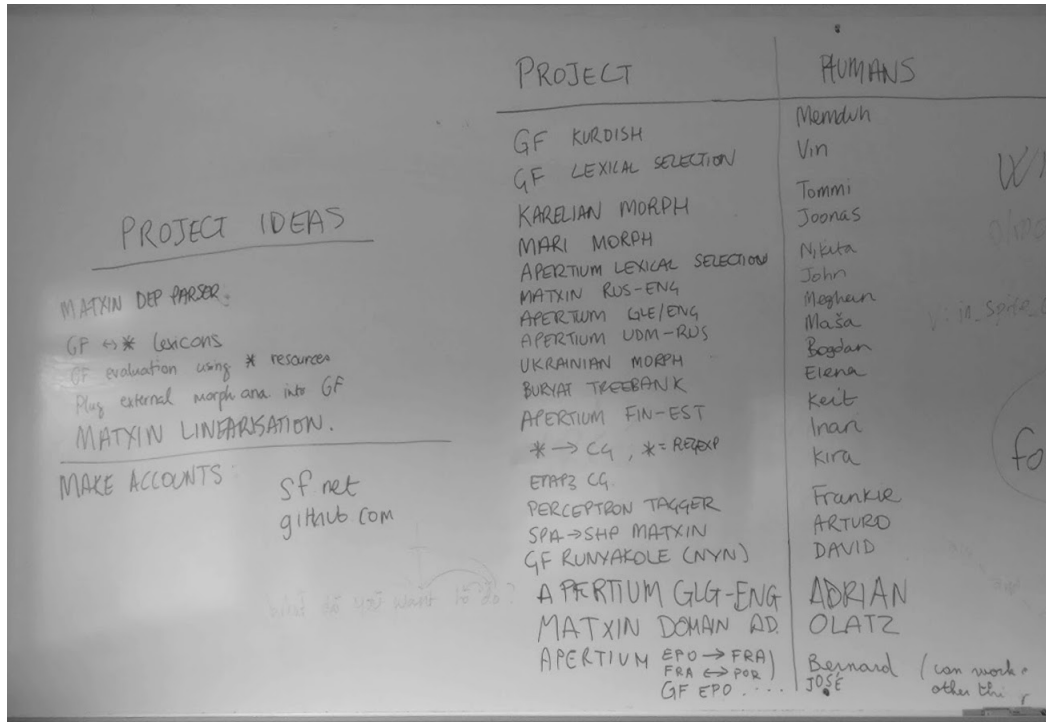 PROJECT IDEAS
MATXIN DEP PARSER.
GF ↔ * Lexicons
GF evaluation using * resources
Plug external morph ana. into GF
MATXIN LINEARISATION.
MAKE ACCOUNTS:
sf.net
github.com
PROJECT HUMANS
GF KURDISH Memduh
GF LEXICAL SELECTION Vin
KARELIAN MORPH Tommi
MARI MORPH Joonas
APERTIUM LEXICAL SELECTION Nikita
MATXIN RUS-ENG John
APERTIUM GLE/ENG Meghan
APERTIUM UDM-RUS Maša
UKRAINIAN MORPH Bogdan
BURYAT TREEBANK Elena
APERTIUM FIN-EST Keit
* → CG, * = REGEXP Inari
ETAP3 CG. Kira
PERCEPTRON TAGGER Frankie
SPA→SHP MATXIN ARTURO
GF RUNYAKOLE (NYN) DAVID
APERTIUM GLG-ENG ADRIAN
MATXIN DOMAIN AD. OLATZ
APERTIUM EPO → FRA) Bernard (can work
FRA ↔ POR) JOSÉ other thi
GF EPO ....
V: in_spite_
fo